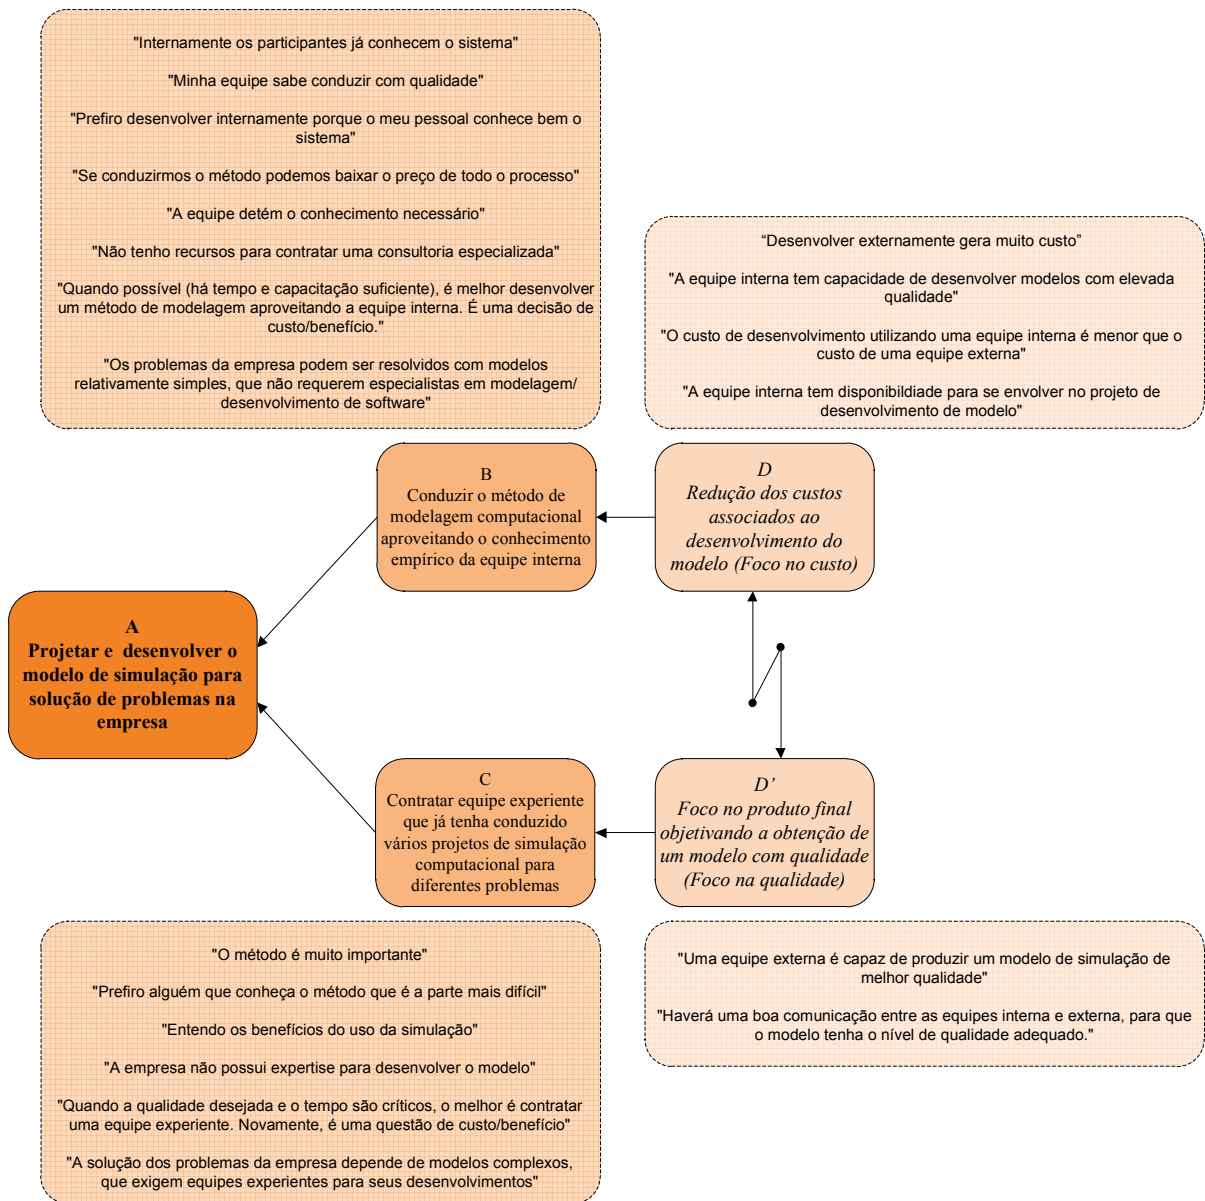 "Internamente os participantes já conhecem o sistema"
"Minha equipe sabe conduzir com qualidade"
"Prefiro desenvolver internamente porque o meu pessoal conhece bem o
sistema"
"Se conduzirmos o método podemos baixar o preço de todo o processo"
"A equipe detém o conhecimento necessário"
"Não tenho recursos para contratar uma consultoria especializada"
"Quando possível (há tempo e capacitação suficiente), é melhor desenvolver
um método de modelagem aproveitando a equipe interna. É uma decisão de
custo/benefício."
"Os problemas da empresa podem ser resolvidos com modelos
relativamente simples, que não requerem especialistas em modelagem/
desenvolvimento de software"
“Desenvolver externamente gera muito custo”
"A equipe interna tem capacidade de desenvolver modelos com elevada
qualidade"
"O custo de desenvolvimento utilizando uma equipe interna é menor que o
custo de uma equipe externa"
"A equipe interna tem disponibildiade para se envolver no projeto de
desenvolvimento de modelo"
B
Conduzir o método de
modelagem computacional
aproveitando o conhecimento
empírico da equipe interna
D
Redução dos custos
associados ao
desenvolvimento do
modelo (Foco no custo)
A
Projetar e desenvolver o
modelo de simulação para
solução de problemas na
empresa
C
Contratar equipe experiente
que já tenha conduzido
vários projetos de simulação
computacional para
diferentes problemas
D’
Foco no produto final
objetivando a obtenção de
um modelo com qualidade
(Foco na qualidade)
"O método é muito importante"
"Prefiro alguém que conheça o método que é a parte mais difícil"
"Entendo os benefícios do uso da simulação"
"A empresa não possui expertise para desenvolver o modelo"
"Quando a qualidade desejada e o tempo são críticos, o melhor é contratar
uma equipe experiente. Novamente, é uma questão de custo/benefício"
"A solução dos problemas da empresa depende de modelos complexos,
que exigem equipes experientes para seus desenvolvimentos"
"Uma equipe externa é capaz de produzir um modelo de simulação de
melhor qualidade"
"Haverá uma boa comunicação entre as equipes interna e externa, para que
o modelo tenha o nível de qualidade adequado."